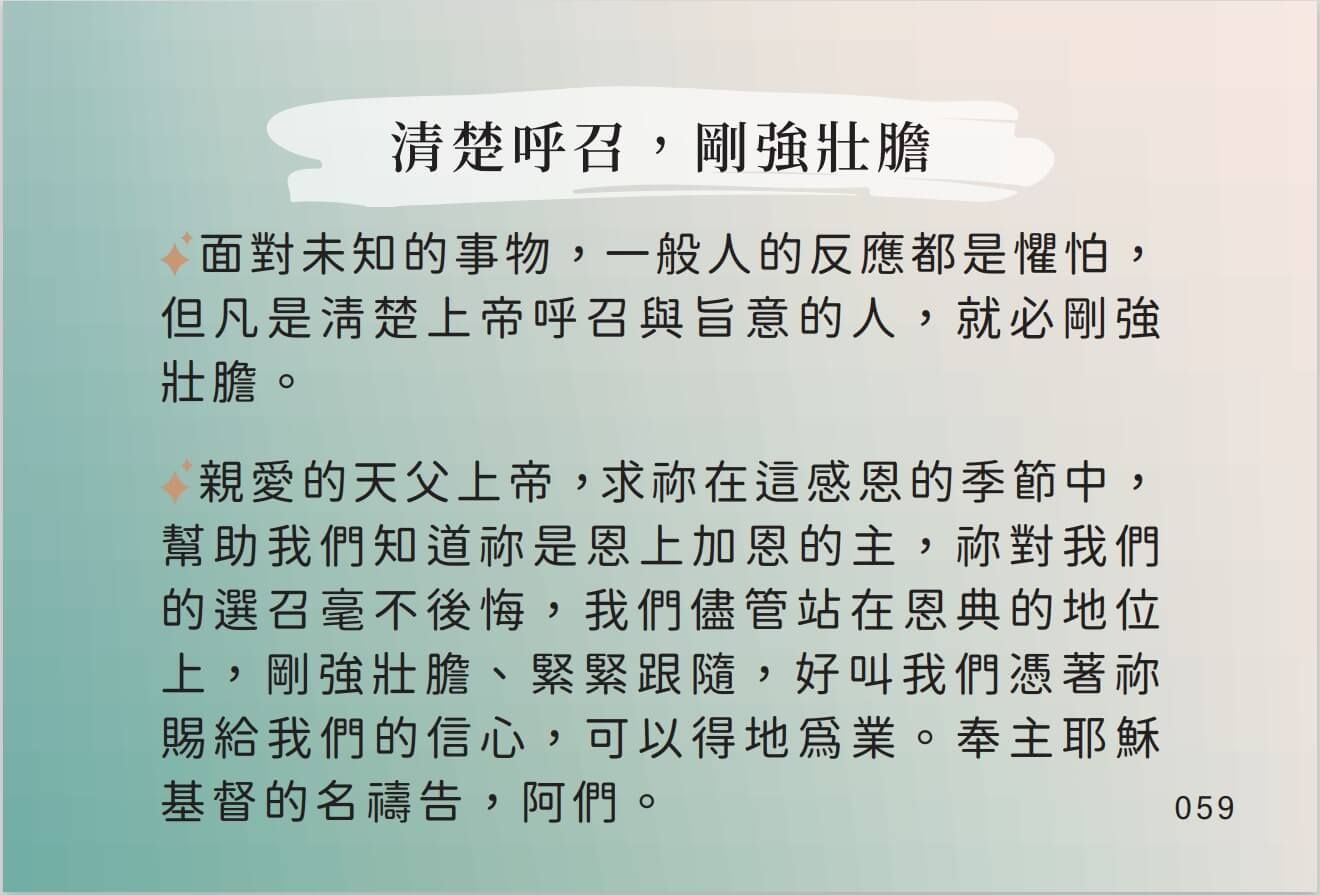 清楚呼召，剛強壯膽
面對未知的事物，一般人的反應都是懼怕，
但凡是清楚上帝呼召與旨意的人，就必剛強
壯膽。
親愛的天父上帝，求祢在這感恩的季節中，
幫助我們知道祢是恩上加恩的主，祢對我們
的選召毫不後悔，我們儘管站在恩典的地位
上，剛強壯膽、緊緊跟隨，好叫我們憑著祢
賜給我們的信心，可以得地爲業。奉主耶穌
基督的名禱告，阿們。
059